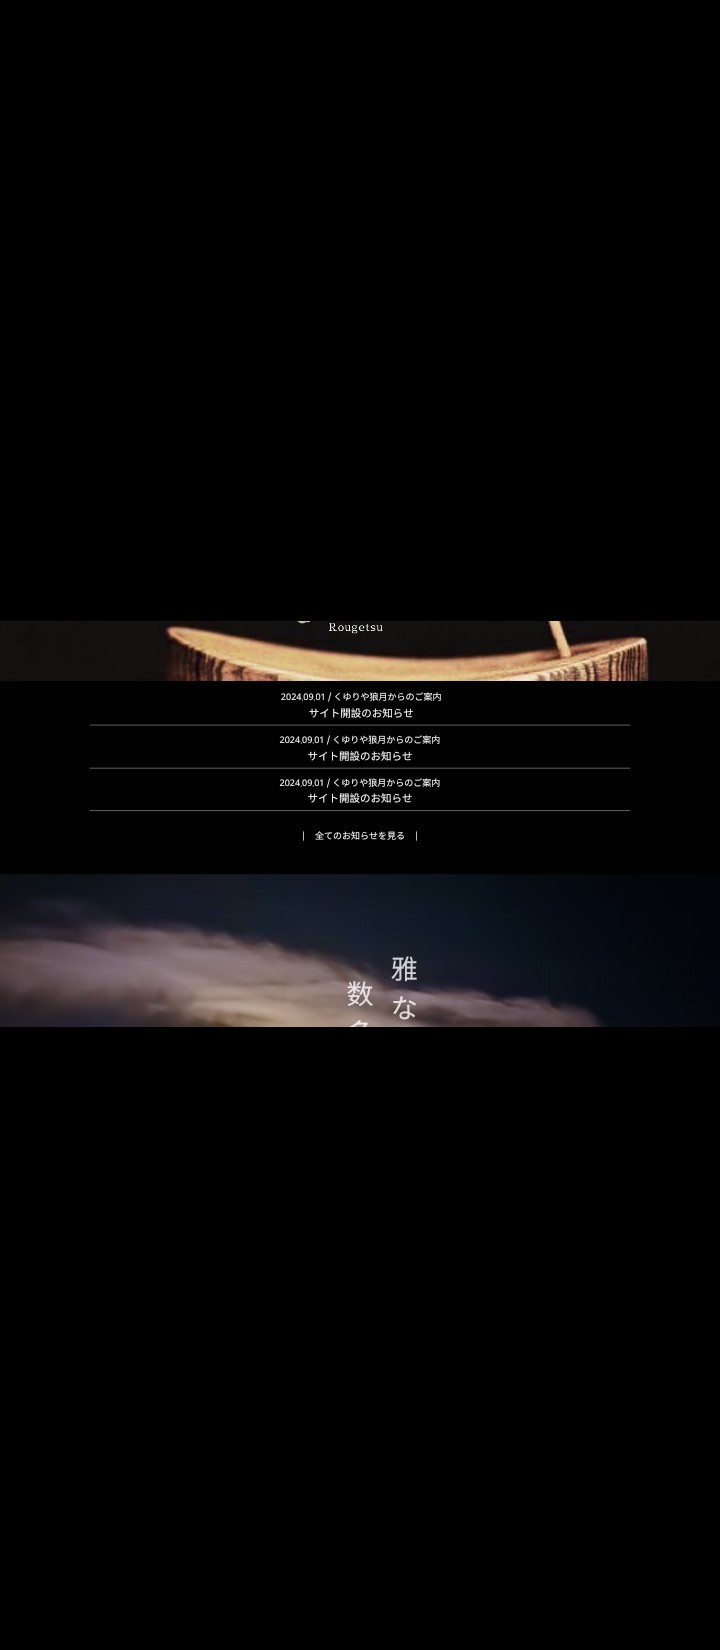 Rougetsu
2024.09.01 / くゆりや狼月からのご案内
サイト開設のお知らせ
2024.09.01 / くゆりや狼月からのご案内
サイト開設のお知らせ
2024.09.01 / くゆりや狼月からのご案内
サイト開設のお知らせ
| 全てのお知らせを見る |
雅な
数